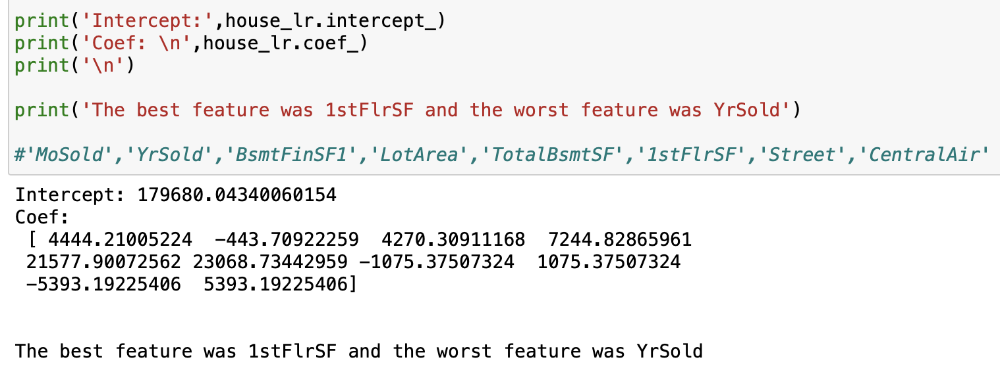 print('Intercept:',house_lr.intercept_)
print('Coef: \n',house_lr.coef_)
print('\n')
print('The best feature was 1stFlrSF and the worst feature was YrSold')
#'MoSold','YrSold','BsmtFinSF1','LotArea','TotalBsmtSF','1stFlrSF','Street','CentralAir'
Intercept: 179680.04340060154
Coef:
[ 4444.21005224 -443.70922259 4270.30911168 7244.82865961
21577.90072562 23068.73442959 -1075.37507324 1075.37507324
-5393.19225406 5393.19225406]
The best feature was 1stFlrSF and the worst feature was YrSold